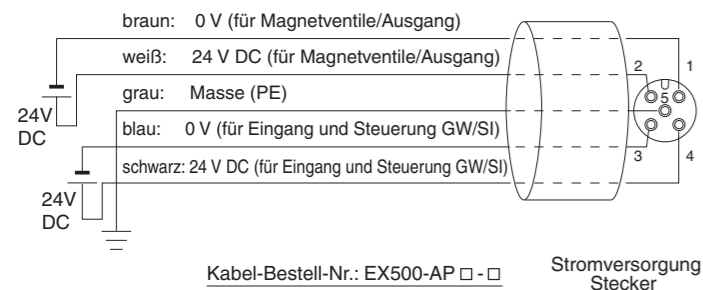 braun: 0 V (für Magnetventile/Ausgang)
weiß: 24 V DC (für Magnetventile/Ausgang)
grau: Masse (PE)
24V
DC
blau: 0 V (für Eingang und Steuerung GW/SI)
schwarz: 24 V DC (für Eingang und Steuerung GW/SI)
24V
DC
2
1
5
3
4
Kabel-Bestell-Nr.: EX500-AP □ - □
Stromversorgung
Stecker